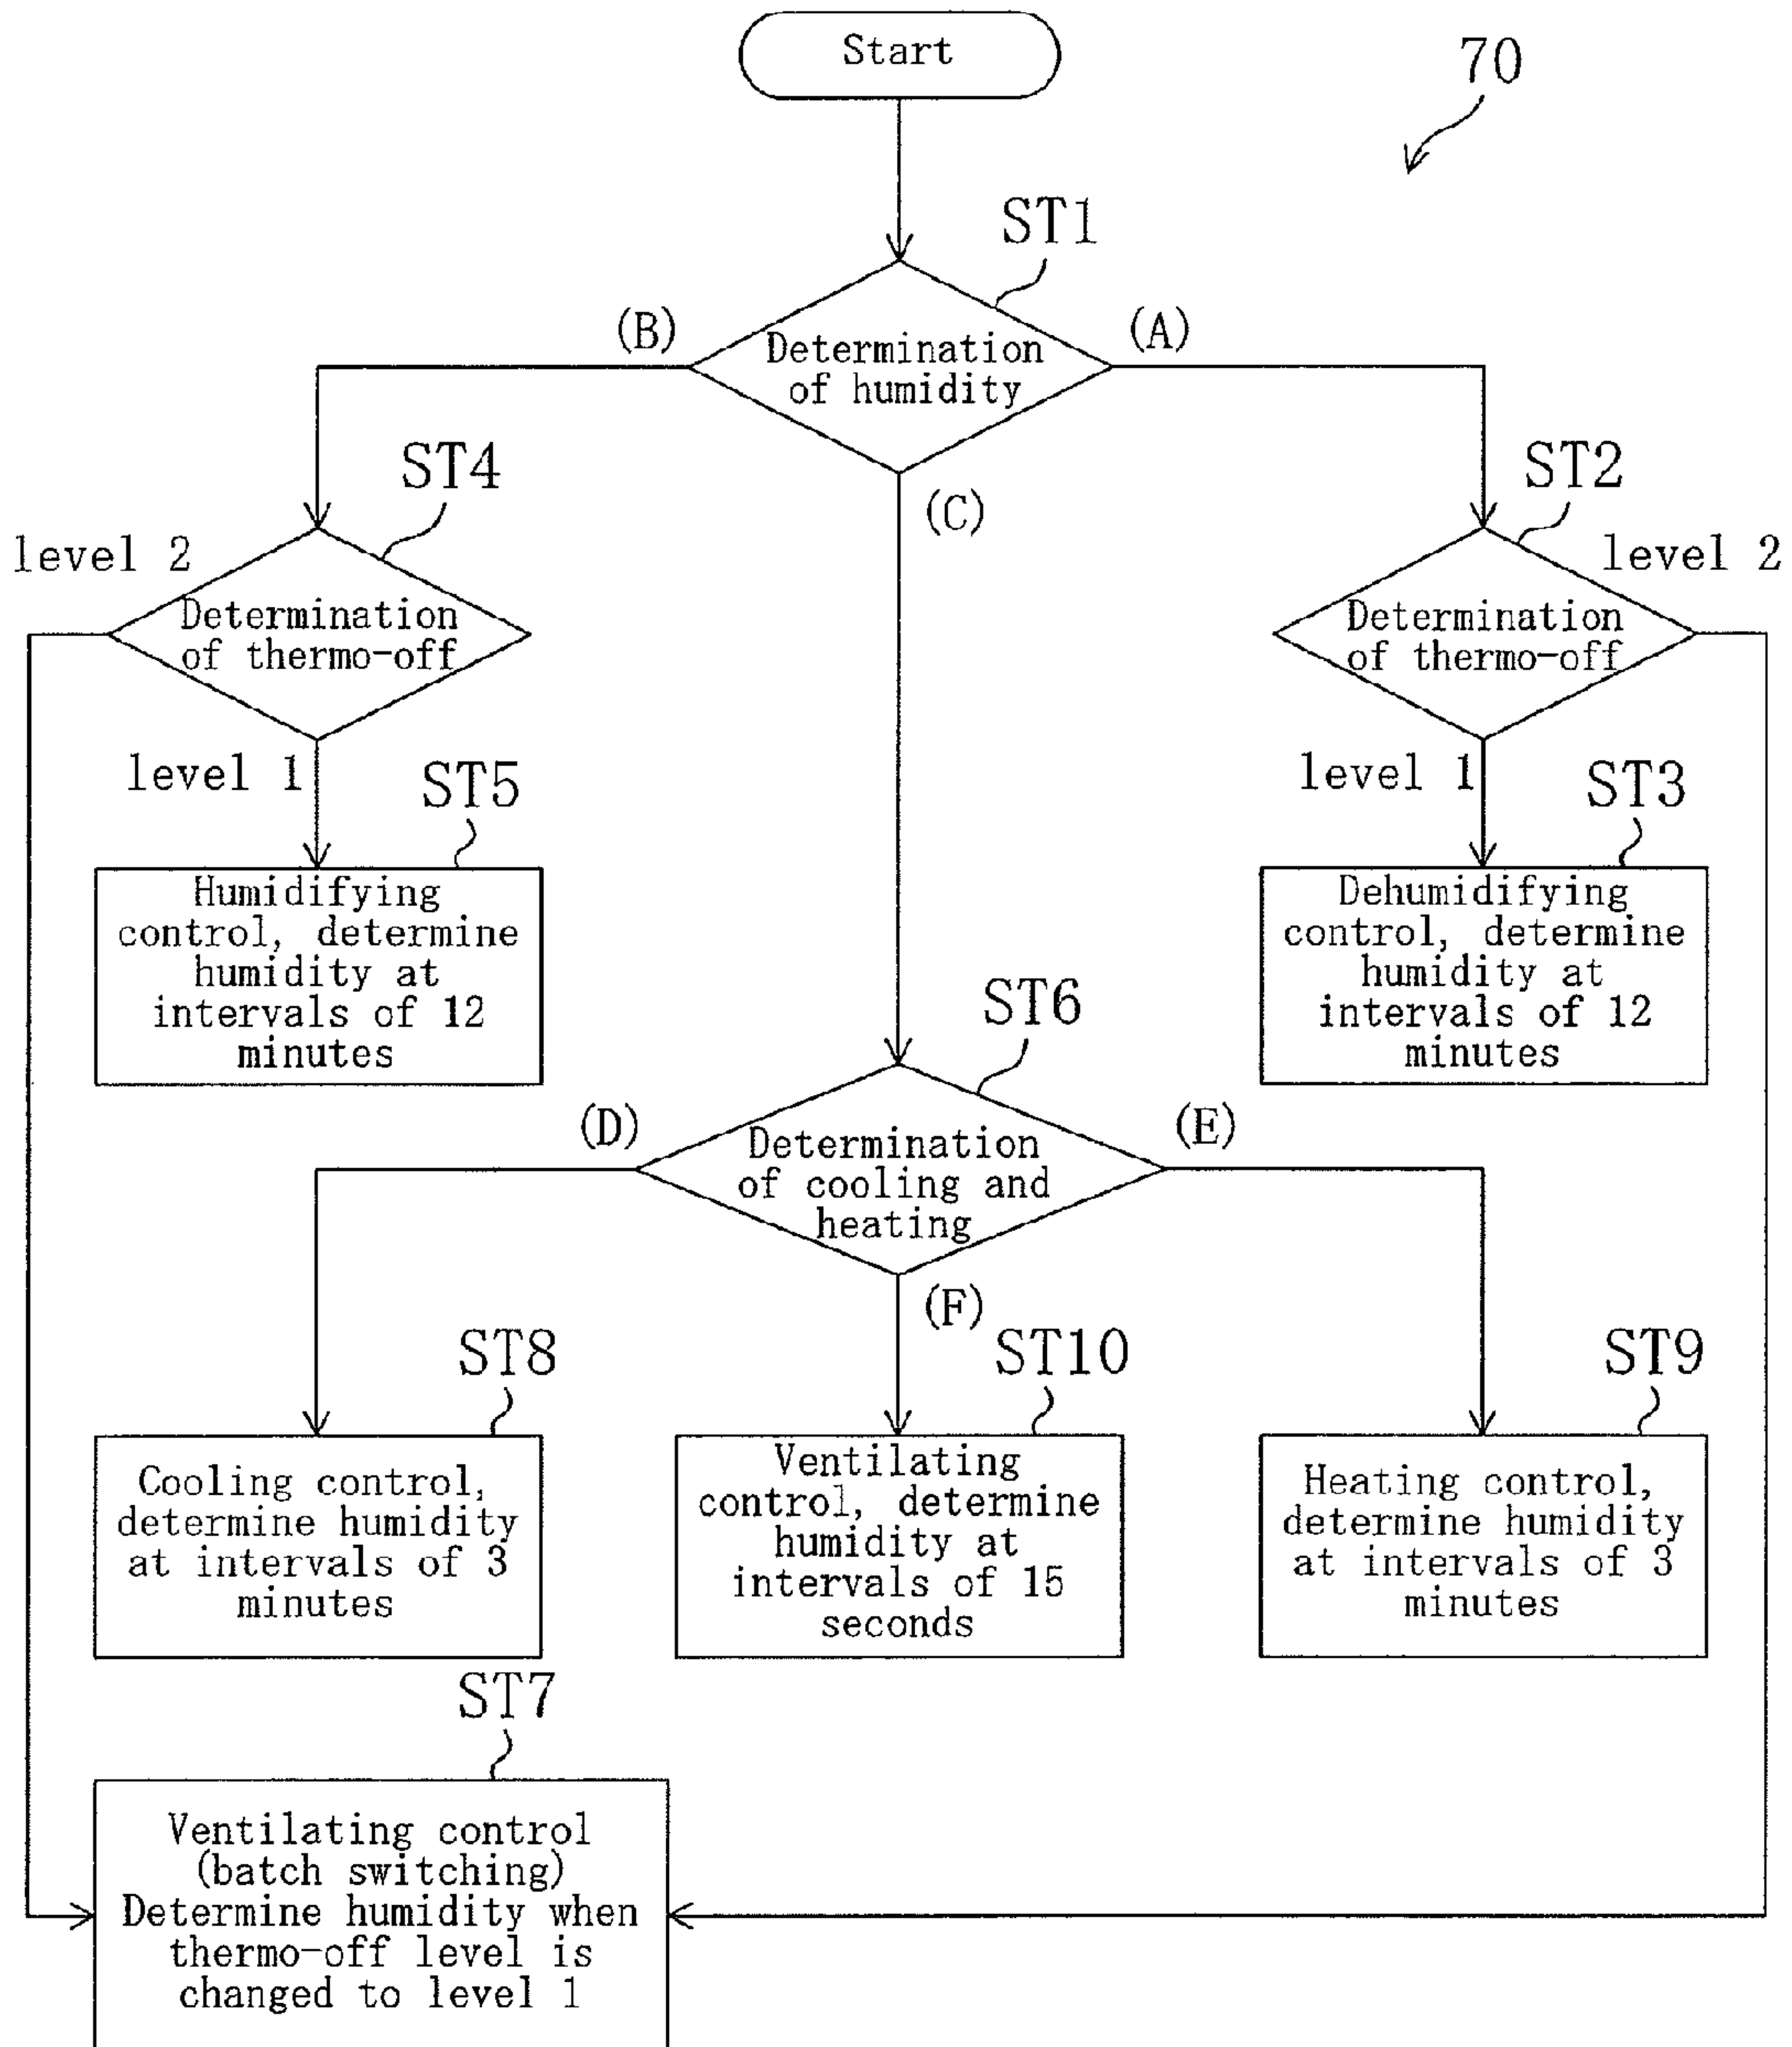 Start
70
ST1
(B)
(A)
Determination
of humidity
ST4
ST2
(C)
level 2
level 2
Determination
of thermo-off
Determination
of thermo-off
level 1
ST5
level 1
ST3
Humidifying
control, determine
humidity at
intervals of 12
minutes
Dehumidifying
control, determine
humidity at
intervals of 12
minutes
ST6
(D)
(E)
Determination
of cooling and
heating
(F)
ST8
ST10
ST9
Cooling control,
determine humidity
at intervals of 3
minutes
Ventilating
control, determine
humidity at
intervals of 15
seconds
Heating control,
determine humidity
at intervals of 3
minutes
ST7
Ventilating control
(batch switching)
Determine humidity when
thermo-off level is
changed to level 1